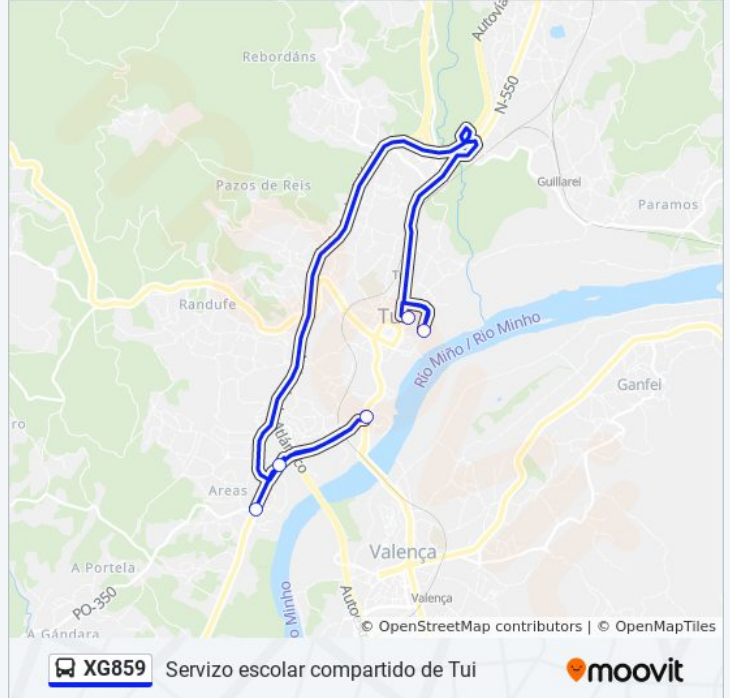 Autovía
Rebordáns
N-550
Pazos de Reis
Guillarei
Paramos
Randufe
Tui
Río Miño / Rio Minho
Ganfei
Atlántico
Areas
Valença
A Portela
PO-350
Valença
A Gándara
o Minho
© OpenStreetMap contributors | © OpenMapTiles
XG859 Servizo escolar compartido de Tui
moovit